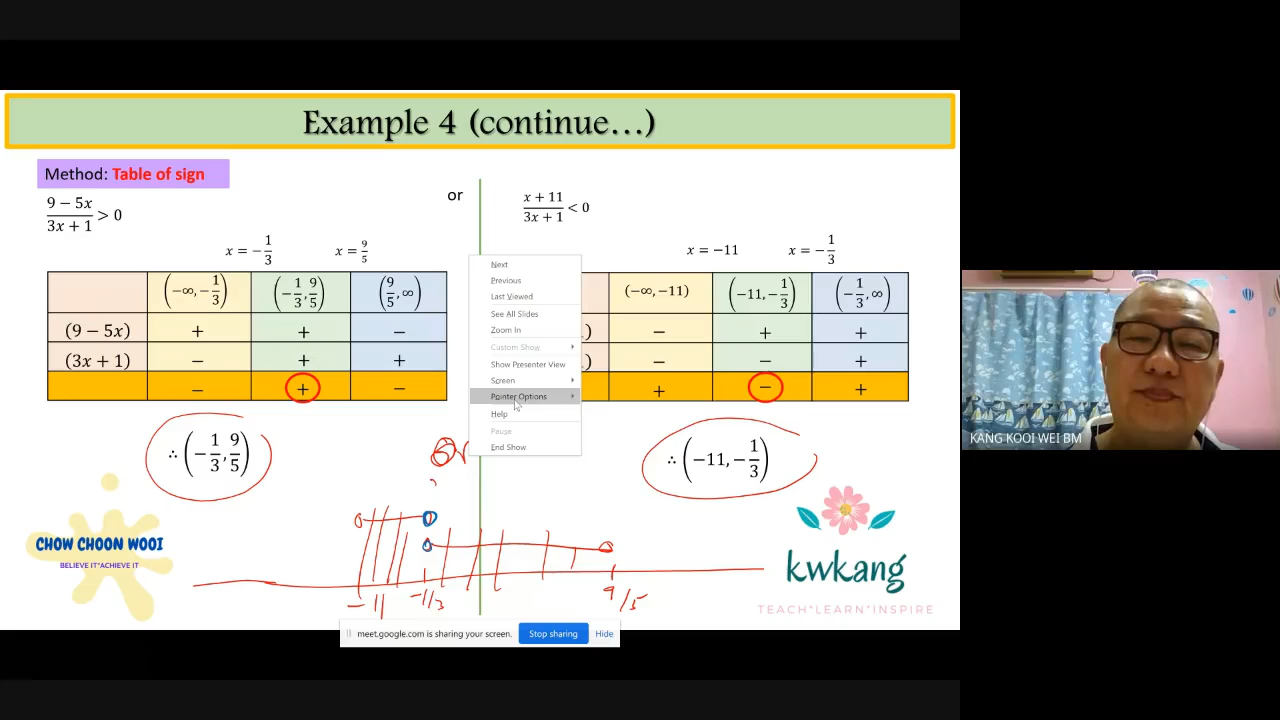 Example 4 (continue...)
Method: Table of sign
9 − 5x
3x + 1
> 0
or
x + 11
3x + 1
< 0
x = −1/3
x = 9/5
x = −11
x = −1/3
(−∞, −1/3)
(−1/3, 9/5)
(9/5, ∞)
(9 − 5x)
+
+
−
(3x + 1)
−
+
+
−
+
−
Next
Previous
Last Viewed
See All Slides
Zoom In
Custom Show
Show Presenter View
Screen
Pointer Options
Help
Pause
End Show
(−∞, −11)
(−11, −1/3)
(−1/3, ∞)
)
−
+
+
)
−
−
+
+
−
+
∴ (−1/3, 9/5)
Or
∴ (−11, −1/3)
−11
−1/3
9/5
CHOW CHOON WOOI
BELIEVE IT*ACHIEVE IT
kwkang
TEACH*LEARN*INSPIRE
meet.google.com is sharing your screen.
Stop sharing
Hide
KANG KOOI WEI BM